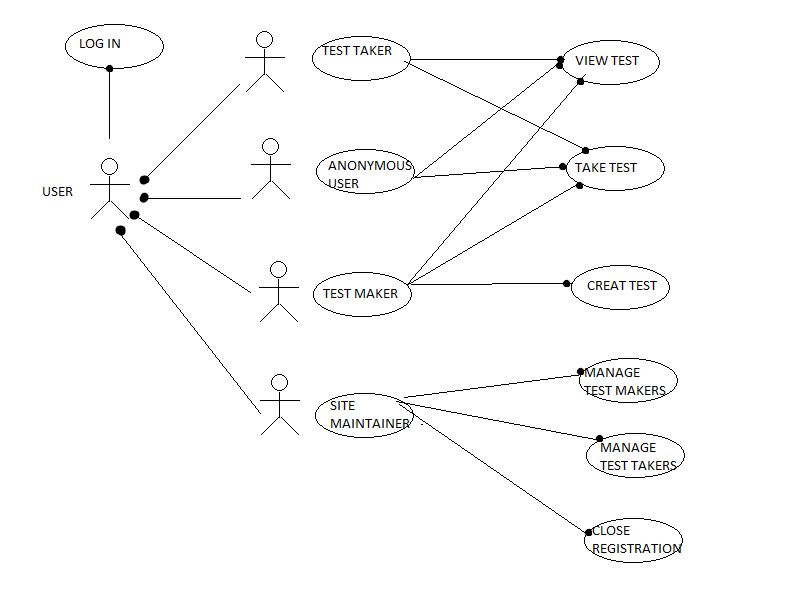 LOG IN
TEST TAKER
VIEW TEST
USER
ANONYMOUS
USER
TAKE TEST
TEST MAKER
CREAT TEST
SITE
MAINTAINER
MANAGE
TEST MAKERS
MANAGE
TEST TAKERS
CLOSE
REGISTRATION